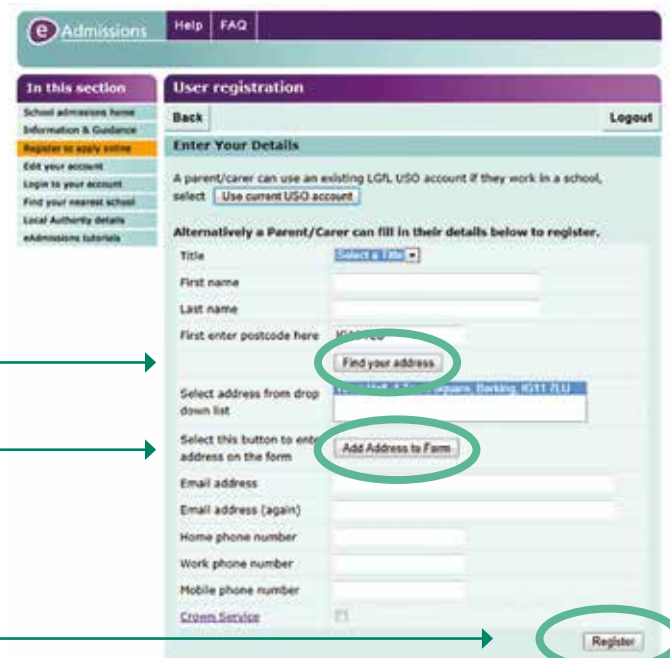 eAdmissions
Help FAQ
In this section
School admissions home
Information & Guidance
Register to apply online
Edit your account
Login to your account
Find your nearest school
Local Authority details
eAdmissions tutorials
User registration
Back
Logout
Enter Your Details
A parent/carer can use an existing LGfL USO account if they work in a school,
select Use current USO account
Alternatively a Parent/Carer can fill in their details below to register.
Title Select a Title
First name
Last name
First enter postcode here
Find your address
Select address from drop
down list
Square, Barking, IG11 7LU
Select this button to enter
address on the form
Add Address to Form
Email address
Email address (again)
Home phone number
Work phone number
Mobile phone number
Crown Service
Register